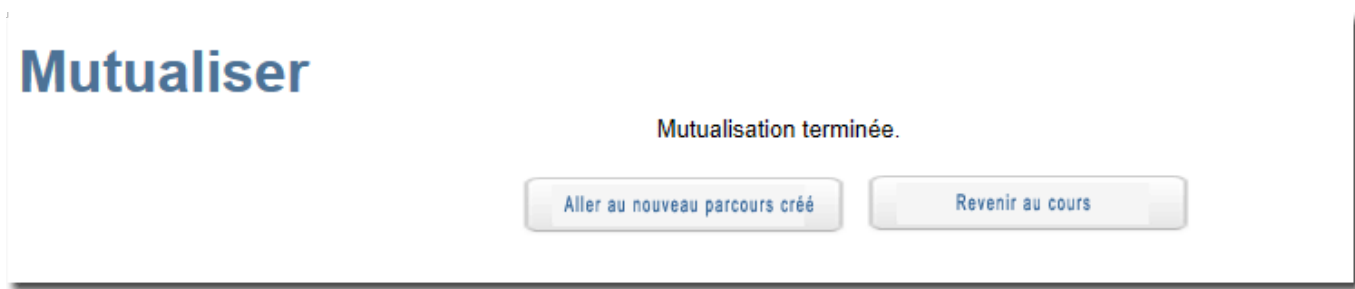 Mutualiser
Mutualisation terminée.
Aller au nouveau parcours créé
Revenir au cours